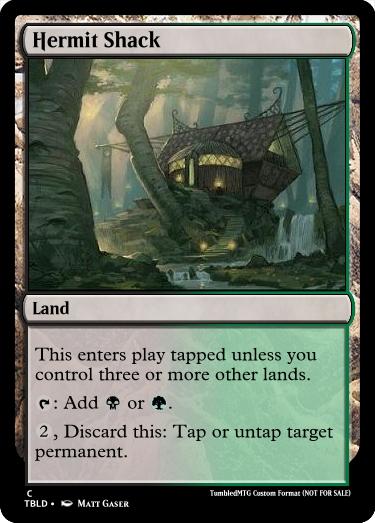 Hermit Shack
Land
This enters play tapped unless you
control three or more other lands.
: Add or .
2 , Discard this: Tap or untap target
permanent.
C
TBLD • Matt Gaser
TumbledMTG Custom Format (NOT FOR SALE)